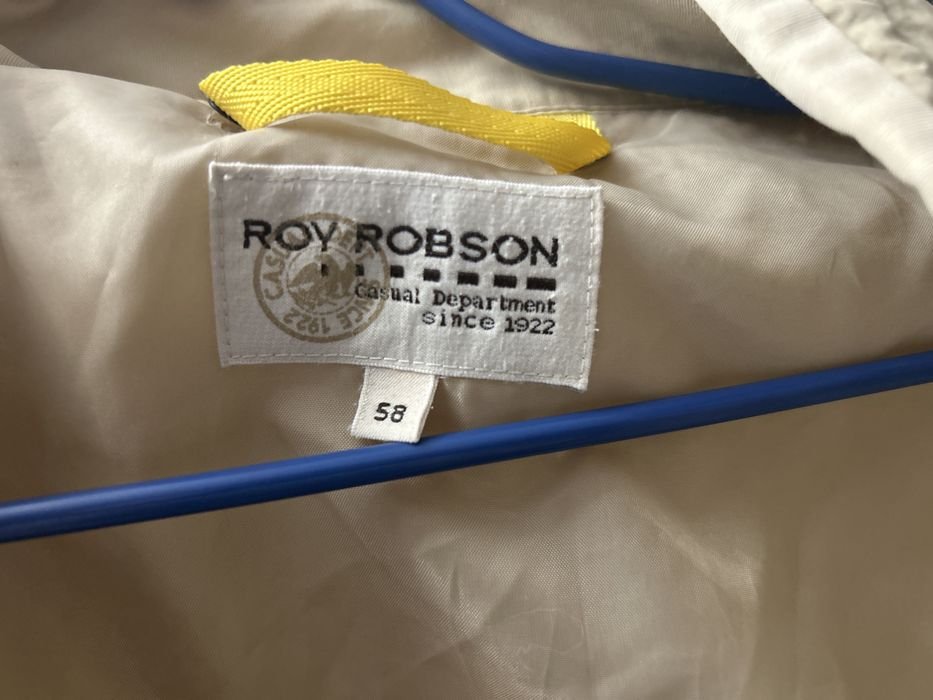 ROY ROBSON
Casual Department
since 1922
58